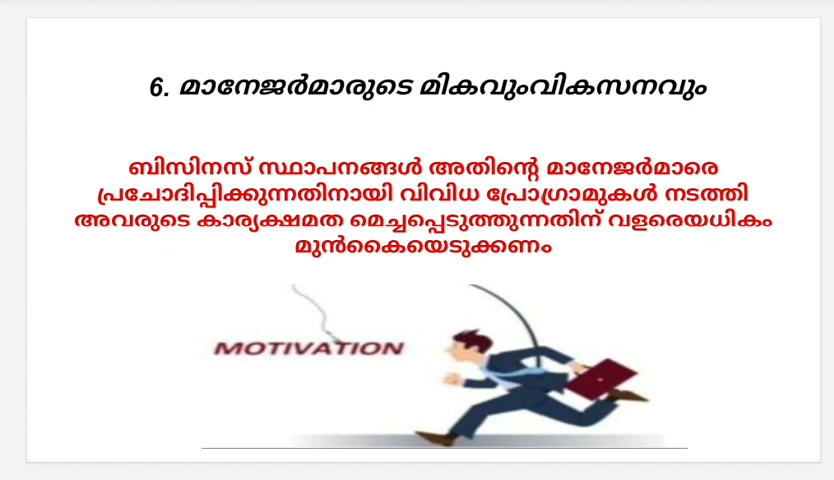 6. മാനേജർമാരുടെ മികവുംവികസനവും
ബിസിനസ് സ്ഥാപനങ്ങൾ അതിന്റെ മാനേജർമാരെ
പ്രചോദിപ്പിക്കുന്നതിനായി വിവിധ പ്രോഗ്രാമുകൾ നടത്തി
അവരുടെ കാര്യക്ഷമത മെച്ചപ്പെടുത്തുന്നതിന് വളരെയധികം
മുൻകൈയെടുക്കണം
MOTIVATION